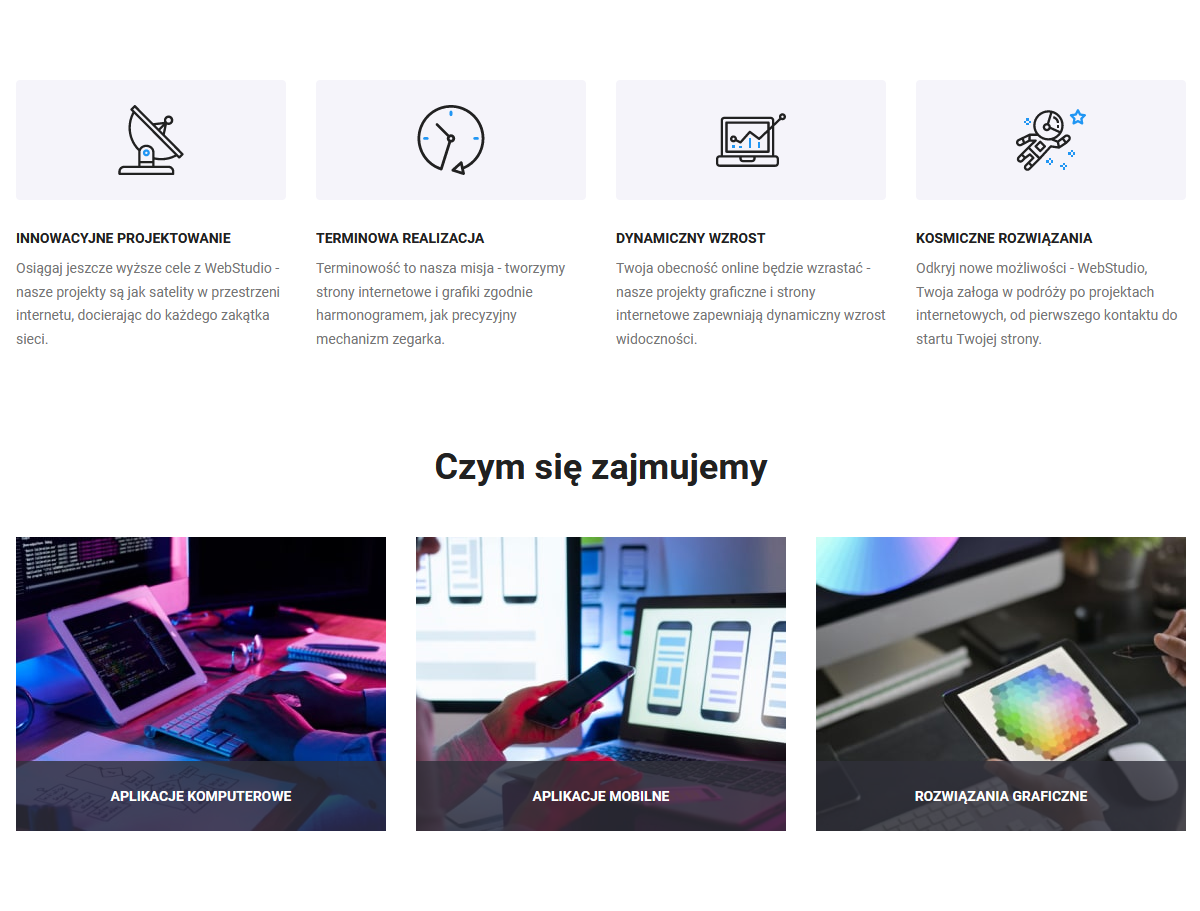 INNOWACYJNE PROJEKTOWANIE
Osiągaj jeszcze wyższe cele z WebStudio -
nasze projekty są jak satelity w przestrzeni
internetu, docierając do każdego zakątka
sieci.
TERMINOWA REALIZACJA
Terminowość to nasza misja - tworzymy
strony internetowe i grafiki zgodnie
harmonogramem, jak precyzyjny
mechanizm zegarka.
DYNAMICZNY WZROST
Twoja obecność online będzie wzrastać -
nasze projekty graficzne i strony
internetowe zapewniają dynamiczny wzrost
widoczności.
KOSMICZNE ROZWIĄZANIA
Odkryj nowe możliwości - WebStudio,
Twoja załoga w podróży po projektach
internetowych, od pierwszego kontaktu do
startu Twojej strony.
Czym się zajmujemy
APLIKACJE KOMPUTEROWE
APLIKACJE MOBILNE
ROZWIĄZANIA GRAFICZNE